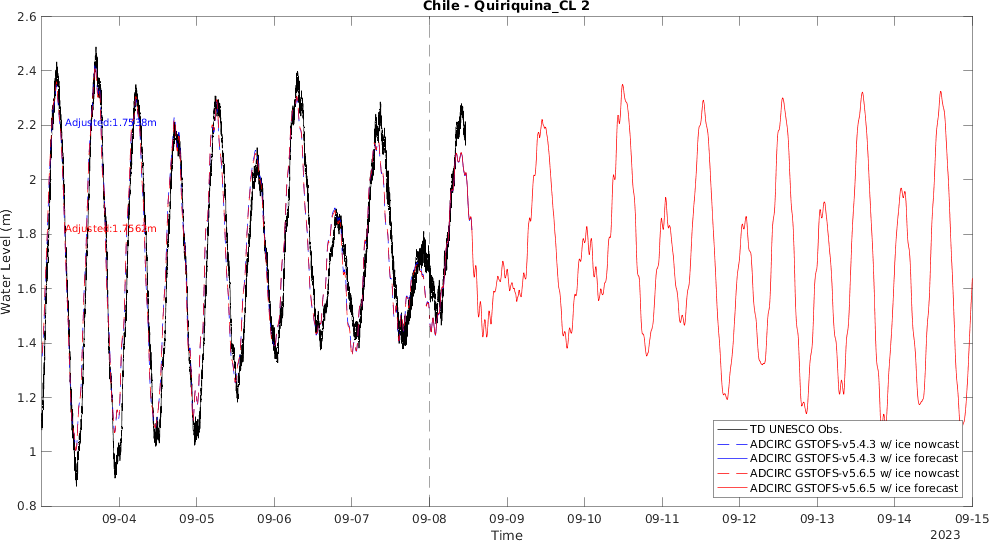 Chile - Quiriquina_CL 2
2.6
2.4
2.2
2
1.8
1.6
1.4
1.2
1
0.8
Water Level (m)
Adjusted:1.7538m
Adjusted:1.7562m
TD UNESCO Obs.
ADCIRC GSTOFS-v5.4.3 w/ ice nowcast
ADCIRC GSTOFS-v5.4.3 w/ ice forecast
ADCIRC GSTOFS-v5.6.5 w/ ice nowcast
ADCIRC GSTOFS-v5.6.5 w/ ice forecast
09-04 09-05 09-06 09-07 09-08 09-09 09-10 09-11 09-12 09-13 09-14 09-15
Time
2023